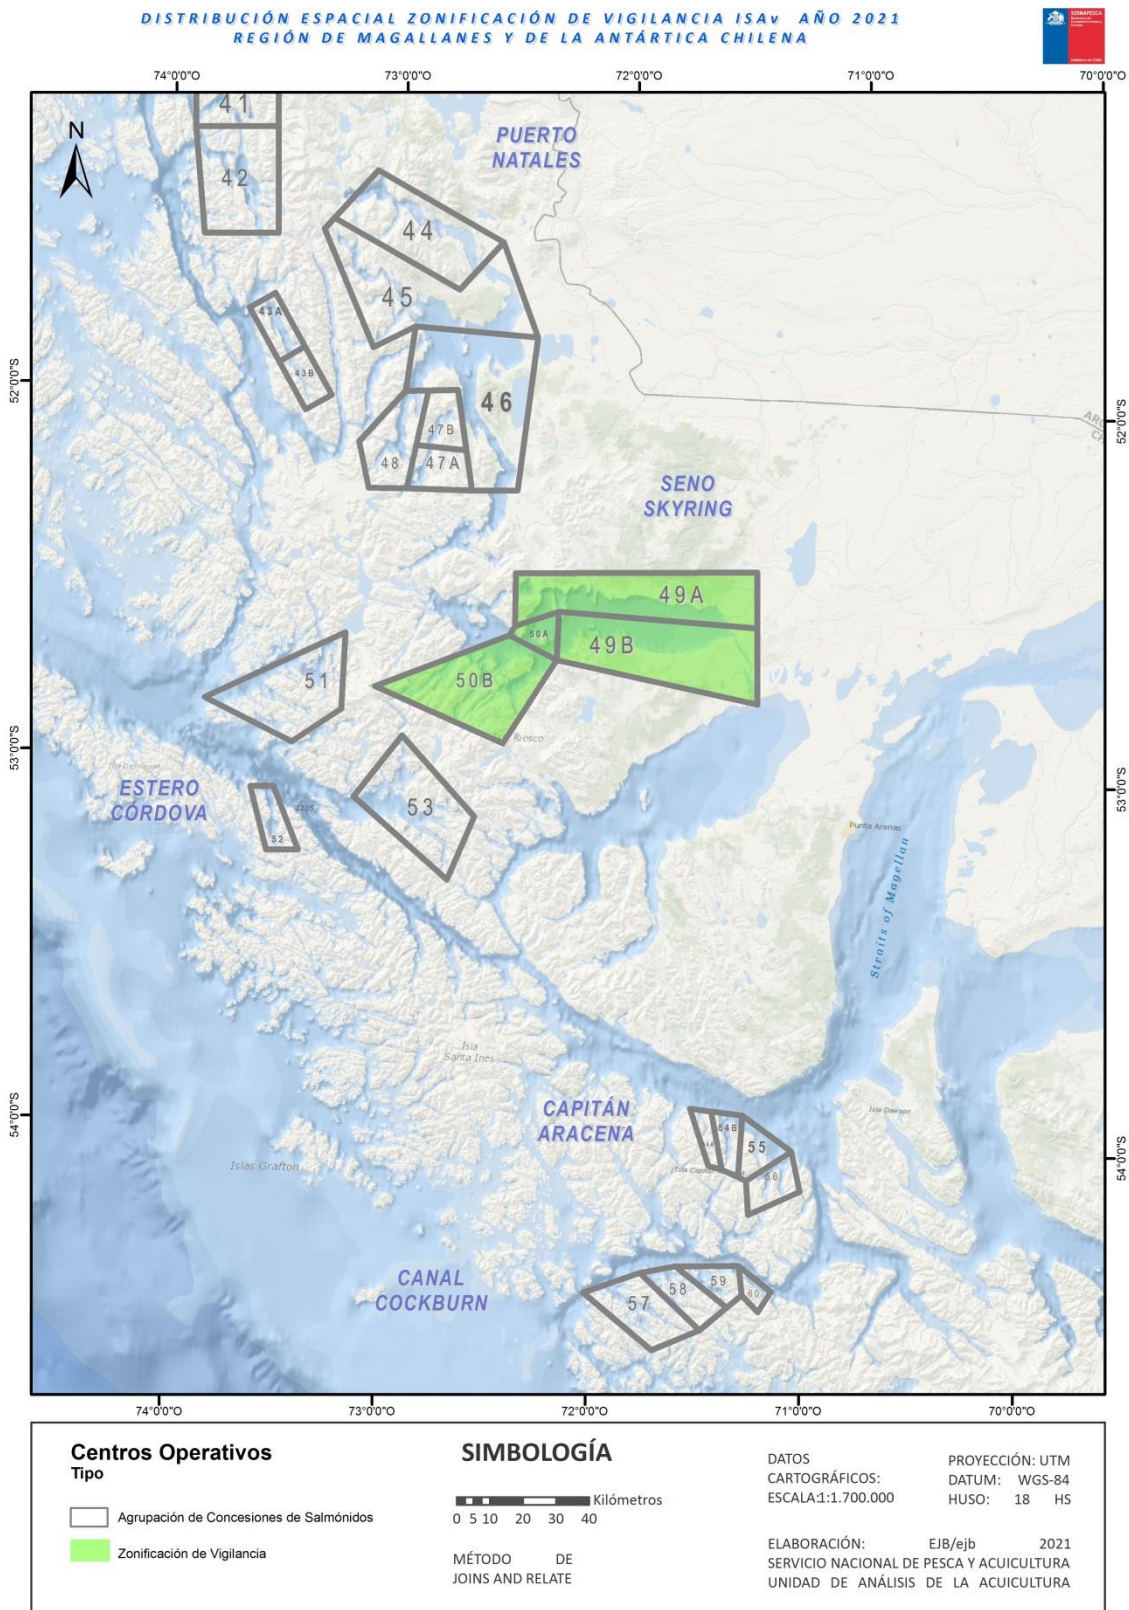 DISTRIBUCIÓN ESPACIAL ZONIFICACIÓN DE VIGILANCIA ISAv AÑO 2021
REGIÓN DE MAGALLANES Y DE LA ANTÁRTICA CHILENA
SERNAPESCA
Gobierno de Chile
74°0'0"O
73°0'0"O
72°0'0"O
71°0'0"O
70°0'0"O
N
41
42
PUERTO
NATALES
44
45
43A
43B
52°0'0"S
52°0'0"S
46
47B
48
47A
SENO
SKYRING
49A
50A
49B
50B
51
Riesco
53°0'0"S
53°0'0"S
ESTERO
CÓRDOVA
1185
52
53
Punta Arenas
Straits of Magellan
Isla
Santa Ines
CAPITÁN
ARACENA
Isla Dawson
54°0'0"S
54°0'0"S
54B
55
56
Islas Grafton
CANAL
COCKBURN
57
58
59
60
74°0'0"O
73°0'0"O
72°0'0"O
71°0'0"O
70°0'0"O
Centros Operativos
Tipo
Agrupación de Concesiones de Salmónidos
Zonificación de Vigilancia
SIMBOLOGÍA
Kilómetros
0 5 10 20 30 40
MÉTODO DE
JOINS AND RELATE
DATOS
CARTOGRÁFICOS:
ESCALA:1:1.700.000
PROYECCIÓN: UTM
DATUM: WGS-84
HUSO: 18 HS
ELABORACIÓN: EJB/ejb 2021
SERVICIO NACIONAL DE PESCA Y ACUICULTURA
UNIDAD DE ANÁLISIS DE LA ACUICULTURA